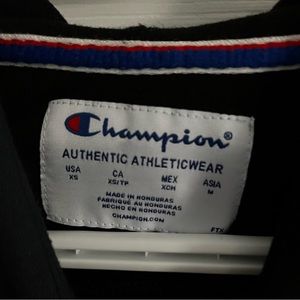 Champion®
AUTHENTIC ATHLETICWEAR
USA CA MEX ASIA
XS XS/TP XCH M
MADE IN HONDURAS
FABRIQUÉ AU HONDURAS
HECHO EN HONDURAS
CHAMPION.COM
FTX